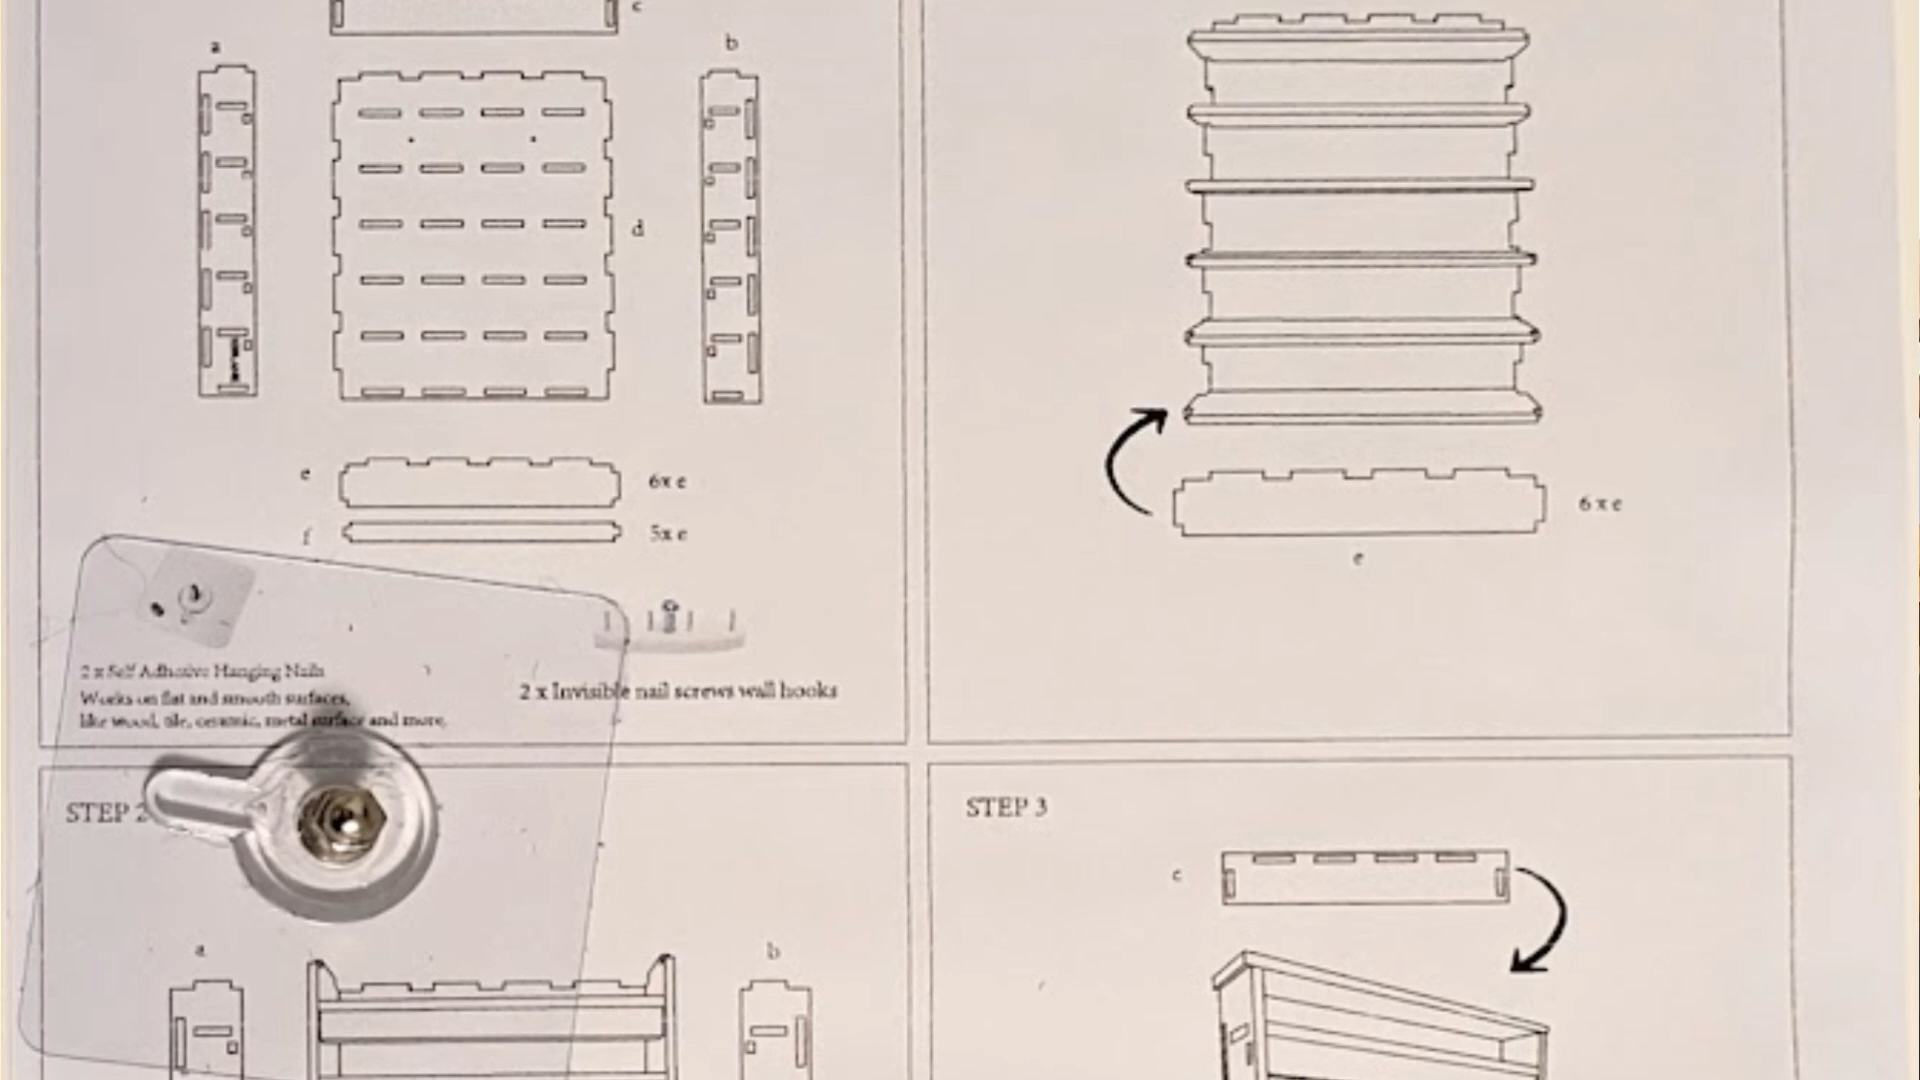 c
a
b
d
e
6x e
f
5x e
2 x Self Adhesive Hanging Nails
Works on flat and smooth surfaces,
like wood, tile, ceramic, metal surface and more.
2 x Invisible nail screws wall hooks
6 x e
e
STEP 2
a
b
STEP 3
c